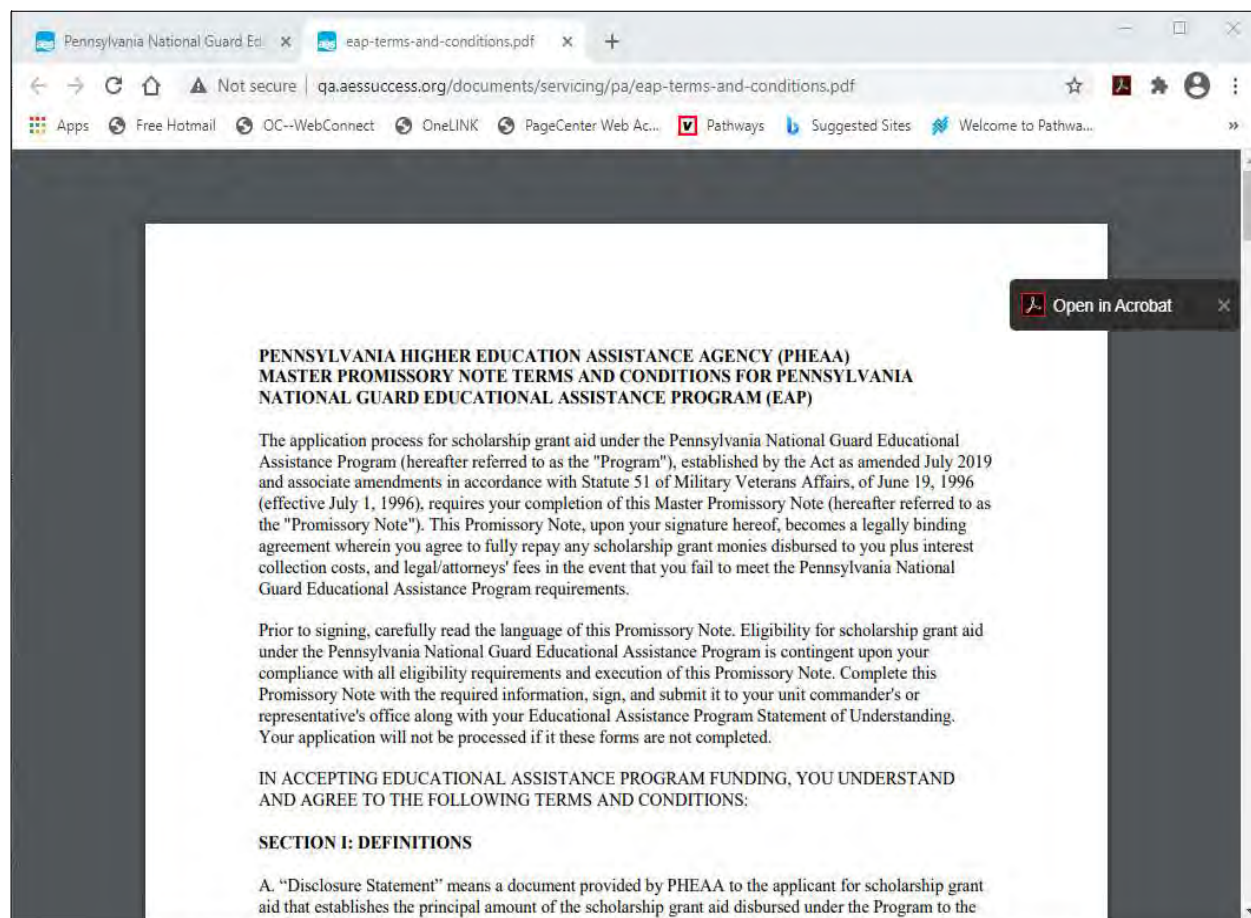 Pennsylvania National Guard Ed
eap-terms-and-conditions.pdf
Not secure | qa.aessuccess.org/documents/servicing/pa/eap-terms-and-conditions.pdf
Apps Free Hotmail OC--WebConnect OneLINK PageCenter Web Ac... Pathways Suggested Sites Welcome to Pathwa... »
Open in Acrobat
PENNSYLVANIA HIGHER EDUCATION ASSISTANCE AGENCY (PHEAA)
MASTER PROMISSORY NOTE TERMS AND CONDITIONS FOR PENNSYLVANIA
NATIONAL GUARD EDUCATIONAL ASSISTANCE PROGRAM (EAP)
The application process for scholarship grant aid under the Pennsylvania National Guard Educational
Assistance Program (hereafter referred to as the "Program"), established by the Act as amended July 2019
and associate amendments in accordance with Statute 51 of Military Veterans Affairs, of June 19, 1996
(effective July 1, 1996), requires your completion of this Master Promissory Note (hereafter referred to as
the "Promissory Note"). This Promissory Note, upon your signature hereof, becomes a legally binding
agreement wherein you agree to fully repay any scholarship grant monies disbursed to you plus interest
collection costs, and legal/attorneys' fees in the event that you fail to meet the Pennsylvania National
Guard Educational Assistance Program requirements.
Prior to signing, carefully read the language of this Promissory Note. Eligibility for scholarship grant aid
under the Pennsylvania National Guard Educational Assistance Program is contingent upon your
compliance with all eligibility requirements and execution of this Promissory Note. Complete this
Promissory Note with the required information, sign, and submit it to your unit commander's or
representative's office along with your Educational Assistance Program Statement of Understanding.
Your application will not be processed if it these forms are not completed.
IN ACCEPTING EDUCATIONAL ASSISTANCE PROGRAM FUNDING, YOU UNDERSTAND
AND AGREE TO THE FOLLOWING TERMS AND CONDITIONS:
SECTION I: DEFINITIONS
A. “Disclosure Statement” means a document provided by PHEAA to the applicant for scholarship grant
aid that establishes the principal amount of the scholarship grant aid disbursed under the Program to the